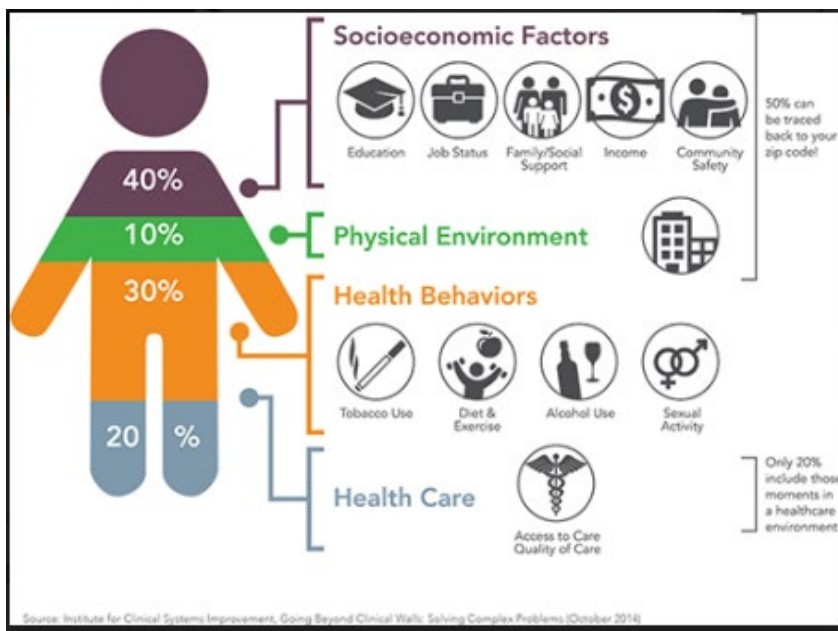 Socioeconomic Factors
Education
Job Status
Family/Social
Support
Income
Community
Safety
50% can
be traced
back to your
zip code!
40%
10%
Physical Environment
30%
Health Behaviors
Tobacco Use
Diet &
Exercise
Alcohol Use
Sexual
Activity
20 %
Health Care
Access to Care
Quality of Care
Only 20%
include those
moments in
a healthcare
environment
Source: Institute for Clinical Systems Improvement, Going Beyond Clinical Walls: Solving Complex Problems (October 2014)